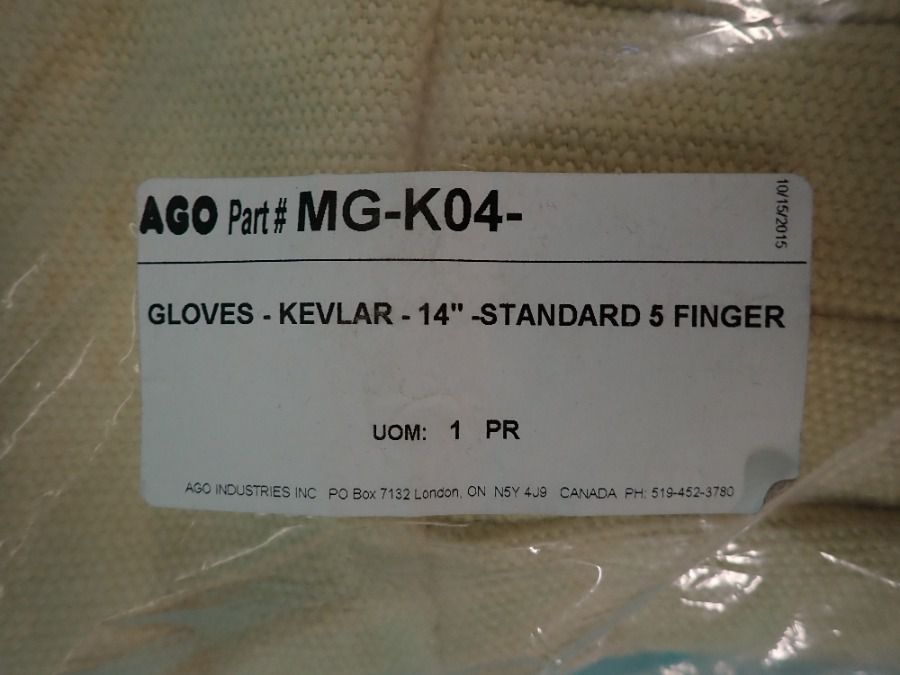 AGO Part # MG-K04-
10/15/2015
GLOVES - KEVLAR - 14" -STANDARD 5 FINGER
UOM: 1 PR
AGO INDUSTRIES INC PO Box 7132 London, ON N5Y 4J9 CANADA PH: 519-452-3780